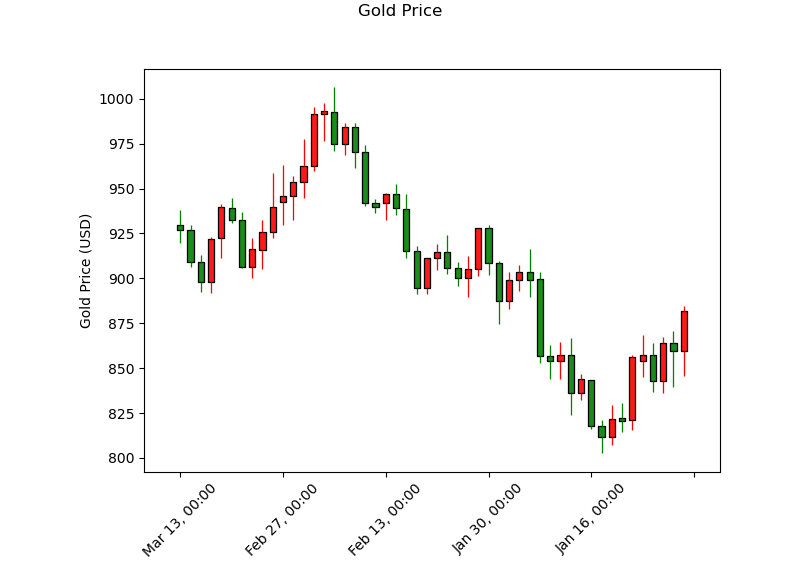 Gold Price
Gold Price (USD)
1000
975
950
925
900
875
850
825
800
Mar 13, 00:00
Feb 27, 00:00
Feb 13, 00:00
Jan 30, 00:00
Jan 16, 00:00